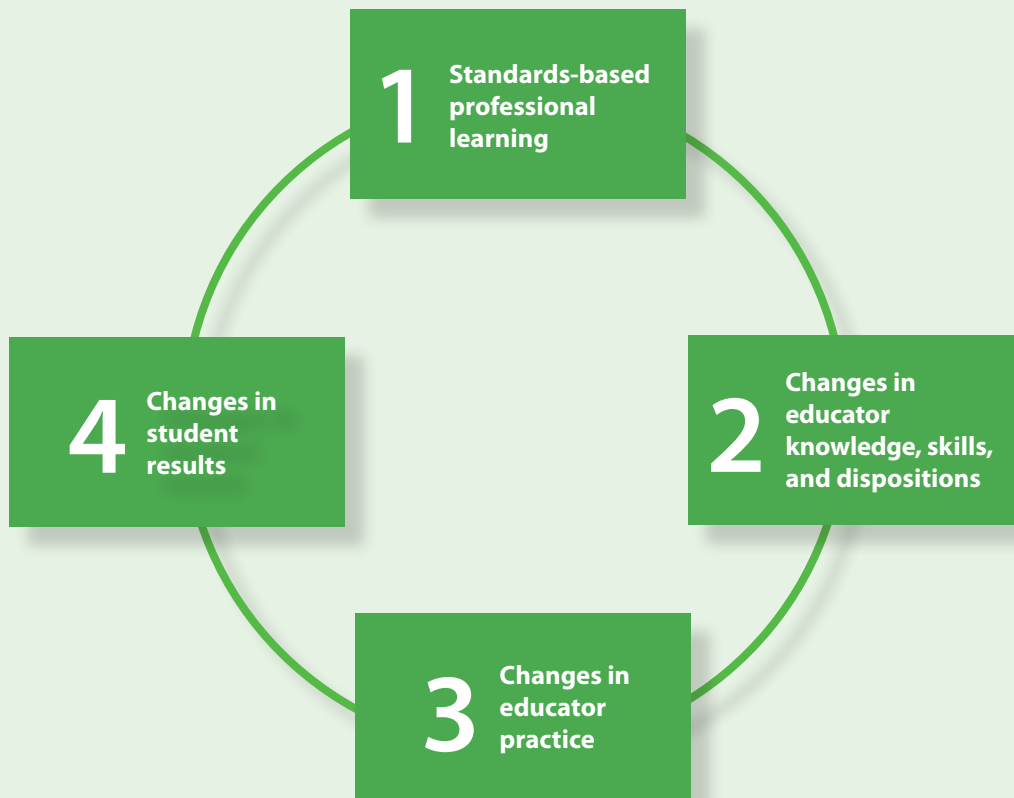 1
Standards-based
professional
learning
2
Changes in
educator
knowledge, skills,
and dispositions
3
Changes in
educator
practice
4
Changes in
student
results